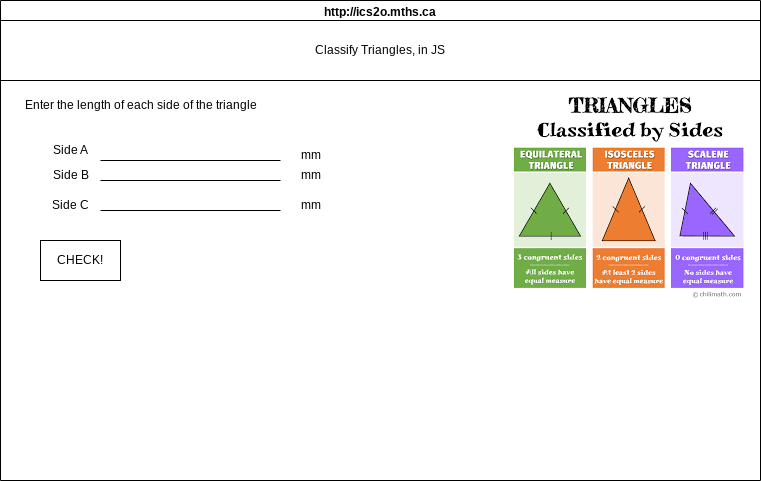 http://ics2o.mths.ca
Classify Triangles, in JS
Enter the length of each side of the triangle
Side A mm
Side B mm
Side C mm
CHECK!
TRIANGLES
Classified by Sides
EQUILATERAL
TRIANGLE
3 congruent sides
All sides have
equal measure
ISOSCELES
TRIANGLE
2 congruent sides
At least 2 sides
have equal measure
SCALENE
TRIANGLE
0 congruent sides
No sides have
equal measure
© chilimath.com